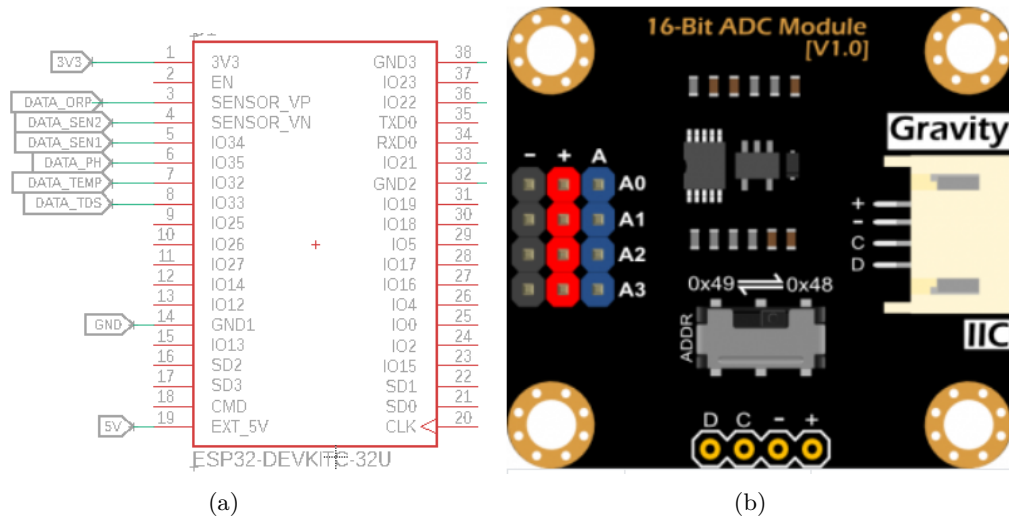 3V3
DATA_ORP
DATA_SEN2
DATA_SEN1
DATA_PH
DATA_TEMP
DATA_TDS
GND
5V
1 3V3 GND3 38
2 EN IO23 37
3 SENSOR_VP IO22 36
4 SENSOR_VN TXD0 35
5 IO34 RXD0 34
6 IO35 IO21 33
7 IO32 GND2 32
8 IO33 IO19 31
9 IO25 IO18 30
10 IO26 IO5 29
11 IO27 IO17 28
12 IO14 IO16 27
13 IO12 IO4 26
14 GND1 IO0 25
15 IO13 IO2 24
16 SD2 IO15 23
17 SD3 SD1 22
18 CMD SD0 21
19 EXT_5V CLK 20
ESP32-DEVKITC-32U
(a)
16-Bit ADC Module
[V1.0]
Gravity
- + A
A0
A1
A2
A3
+
-
C
D
0x49 0x48
ADDR
IIC
D C - +
(b)